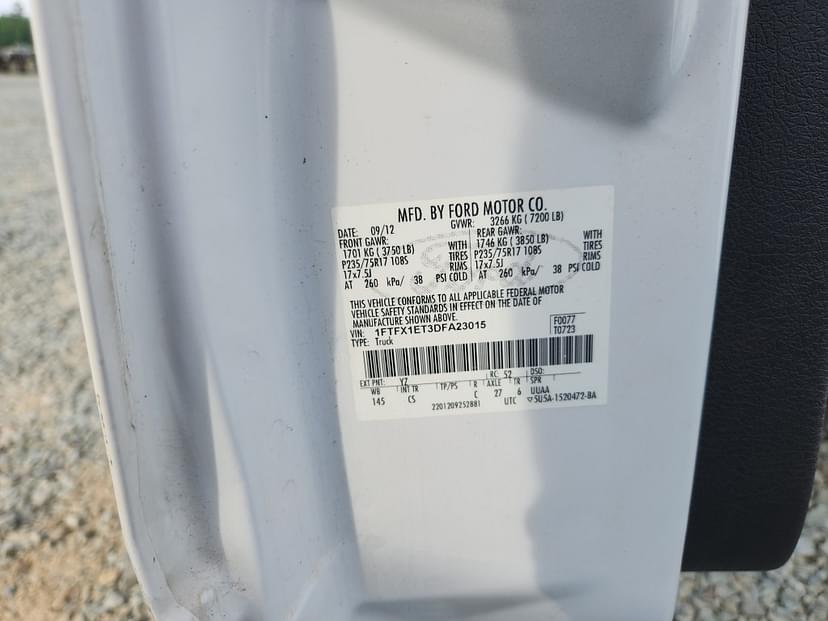 MFD. BY FORD MOTOR CO.
DATE: 09/12 GVWR: 3266 KG ( 7200 LB)
FRONT GAWR: REAR GAWR:
1701 KG ( 3750 LB) WITH 1746 KG ( 3850 LB) WITH
P235/75R17 108S TIRES P235/75R17 108S TIRES
17x7.5J RIMS 17x7.5J RIMS
AT 260 kPa/ 38 PSI COLD AT 260 kPa/ 38 PSI COLD
THIS VEHICLE CONFORMS TO ALL APPLICABLE FEDERAL MOTOR
VEHICLE SAFETY STANDARDS IN EFFECT ON THE DATE OF
MANUFACTURE SHOWN ABOVE.
VIN: 1FTFX1ET3DFA23015 F0077
TYPE: Truck T0723
EXT PNT: YZ RC: 52 DSO:
WB INT TR TP/PS R AXLE TR SPR
145 CS C 27 6 UUAA
2201209252881 UTC ▽5U5A-1520472-BA